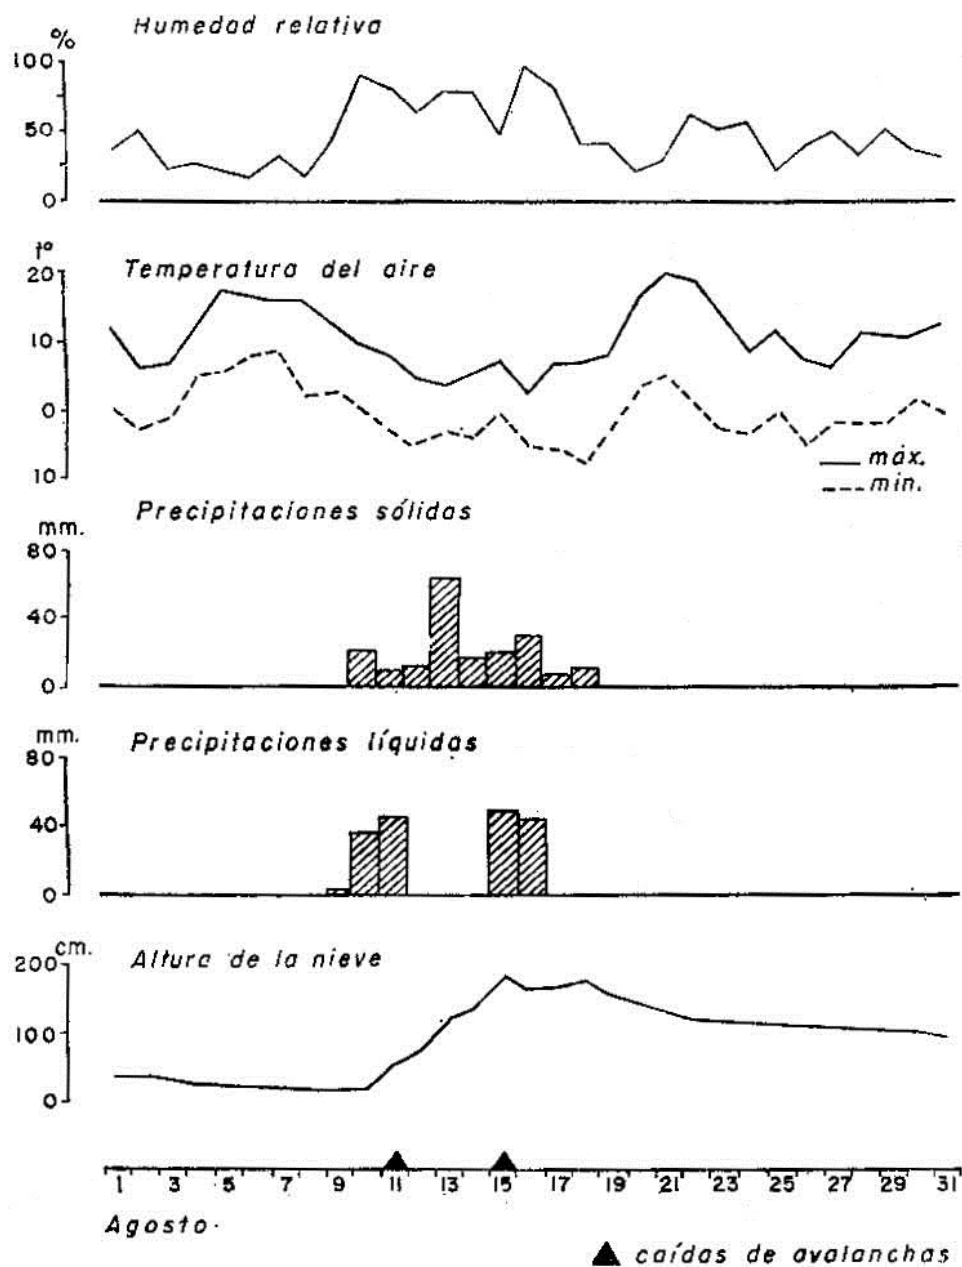 Humedad relativa
%
100
50
0
tº
Temperatura del aire
20
10
0
10
máx.
min.
Precipitaciones sólidas
mm.
80
40
0
mm.
Precipitaciones líquidas
80
40
0
cm.
200
Altura de la nieve
100
0
1 3 5 7 9 11 13 15 17 19 21 23 25 27 29 31
Agosto.
caídas de avalanchas